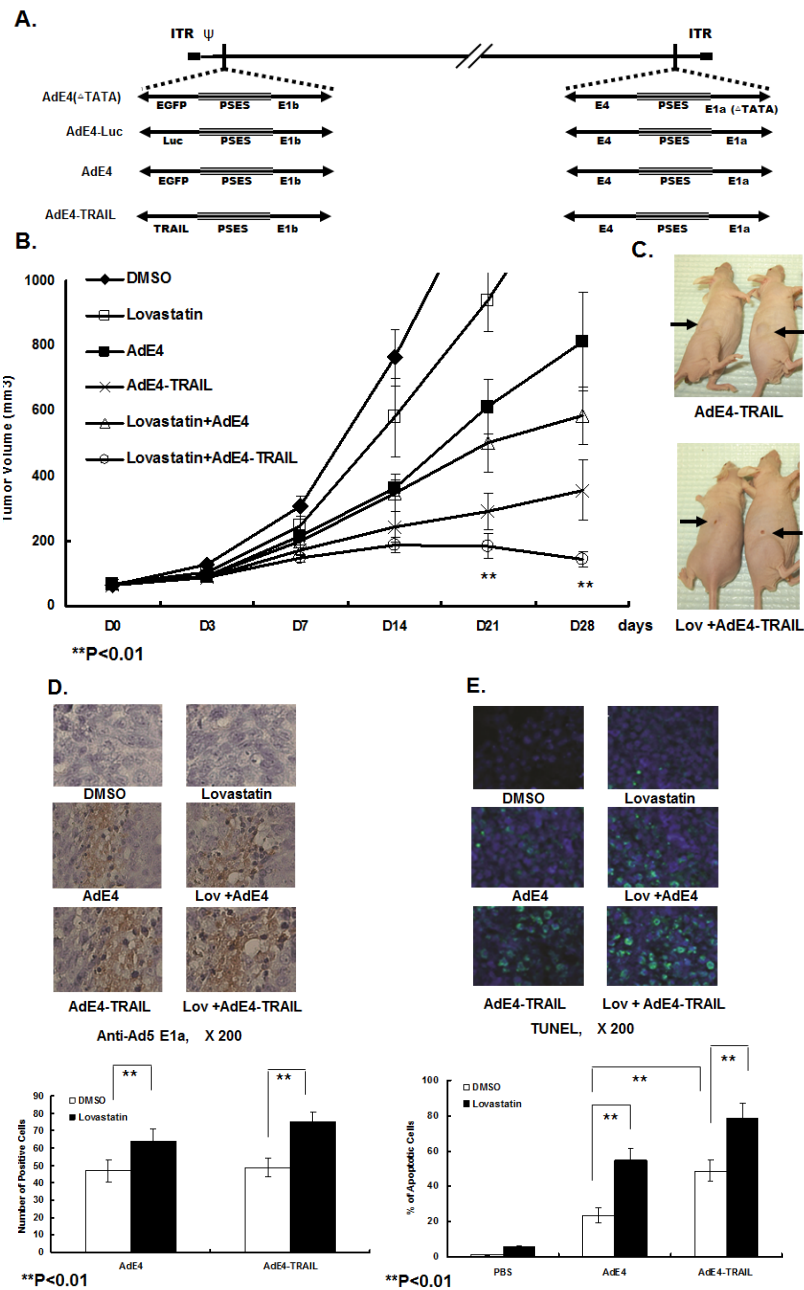 A.
ITR ψ ITR
AdE4(△TATA)
EGFP PSES E1b E4 PSES E1a (△TATA)
AdE4-Luc
Luc PSES E1b E4 PSES E1a
AdE4
EGFP PSES E1b E4 PSES E1a
AdE4-TRAIL
TRAIL PSES E1b E4 PSES E1a
B.
Tumor Volume (mm3)
1000
800
600
400
200
0
DMSO
Lovastatin
AdE4
AdE4-TRAIL
Lovastatin+AdE4
Lovastatin+AdE4-TRAIL
** **
D0 D3 D7 D14 D21 D28 days
**P<0.01
C.
AdE4-TRAIL
Lov +AdE4-TRAIL
D.
DMSO Lovastatin
AdE4 Lov +AdE4
AdE4-TRAIL Lov +AdE4-TRAIL
Anti-Ad5 E1a, X 200
Number of Positive Cells
90
80
70
60
50
40
30
20
10
0
DMSO
Lovastatin
** **
AdE4 AdE4-TRAIL
**P<0.01
E.
DMSO Lovastatin
AdE4 Lov +AdE4
AdE4-TRAIL Lov + AdE4-TRAIL
TUNEL, X 200
% of Apoptotic Cells
100
80
60
40
20
0
DMSO
Lovastatin
** ** **
PBS AdE4 AdE4-TRAIL
**P<0.01